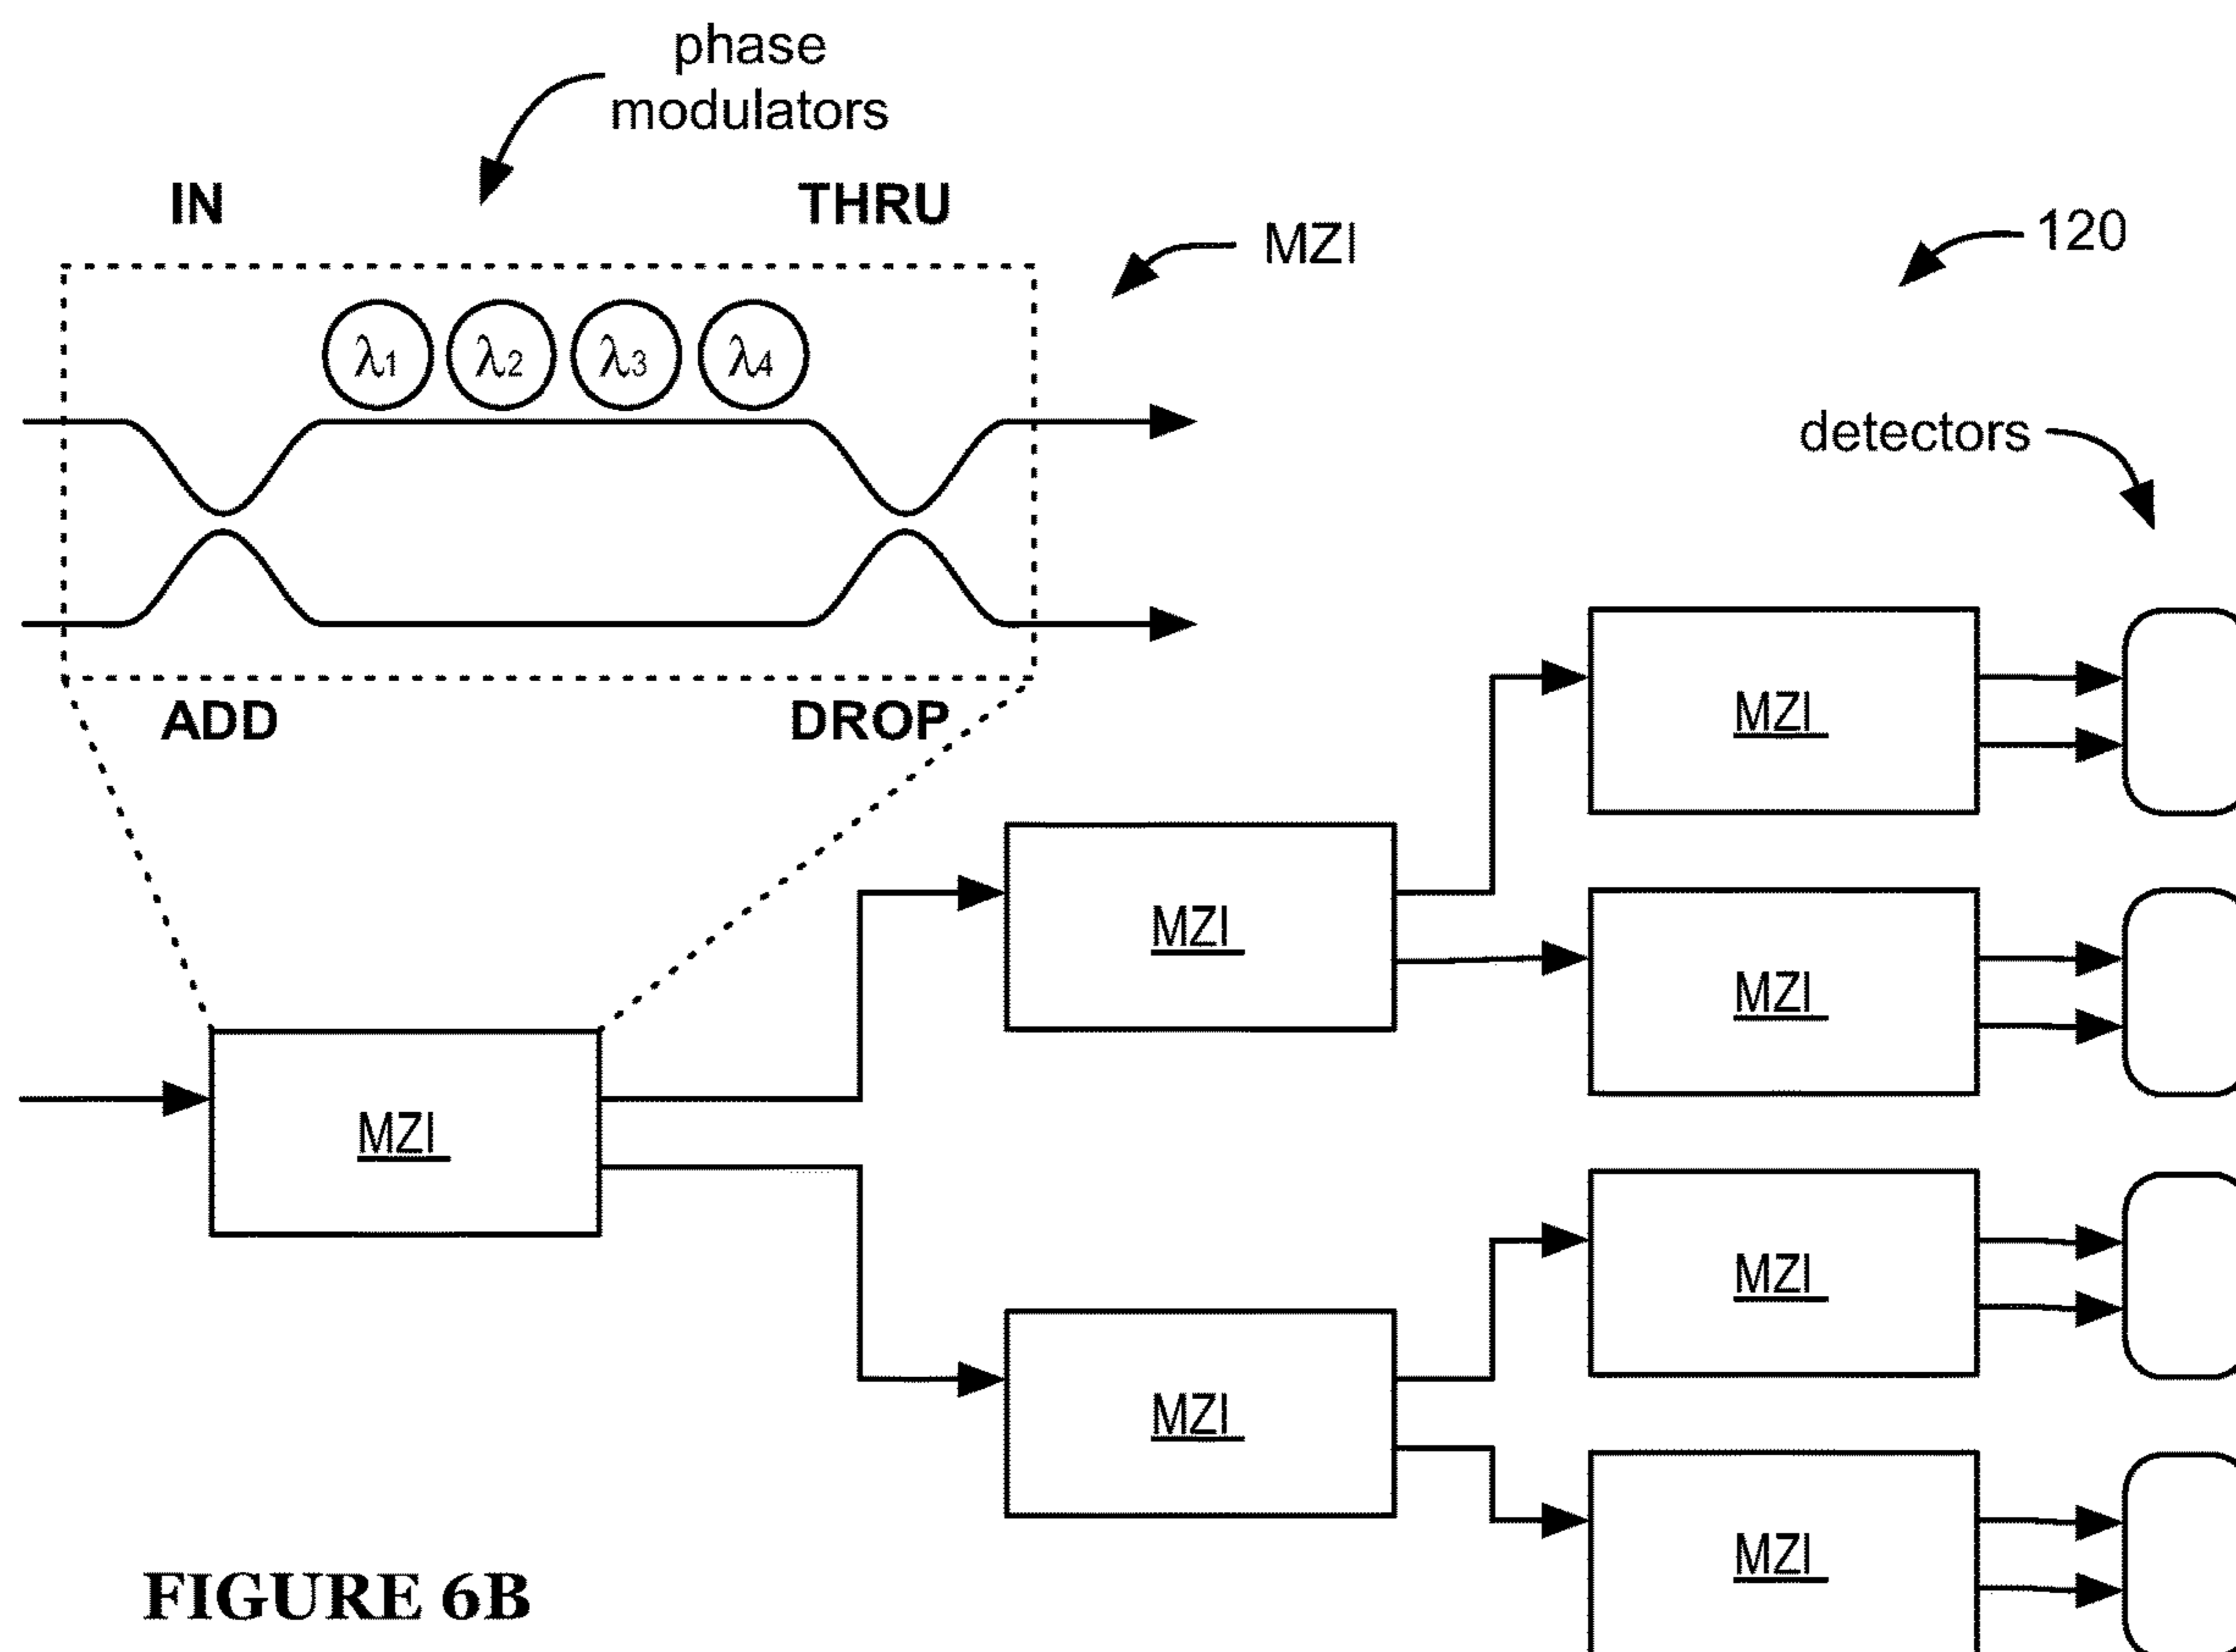 phase
modulators
IN
THRU
MZI
120
λ1
λ2
λ3
λ4
detectors
ADD
DROP
MZI
MZI
MZI
MZI
MZI
MZI
MZI
FIGURE 6B